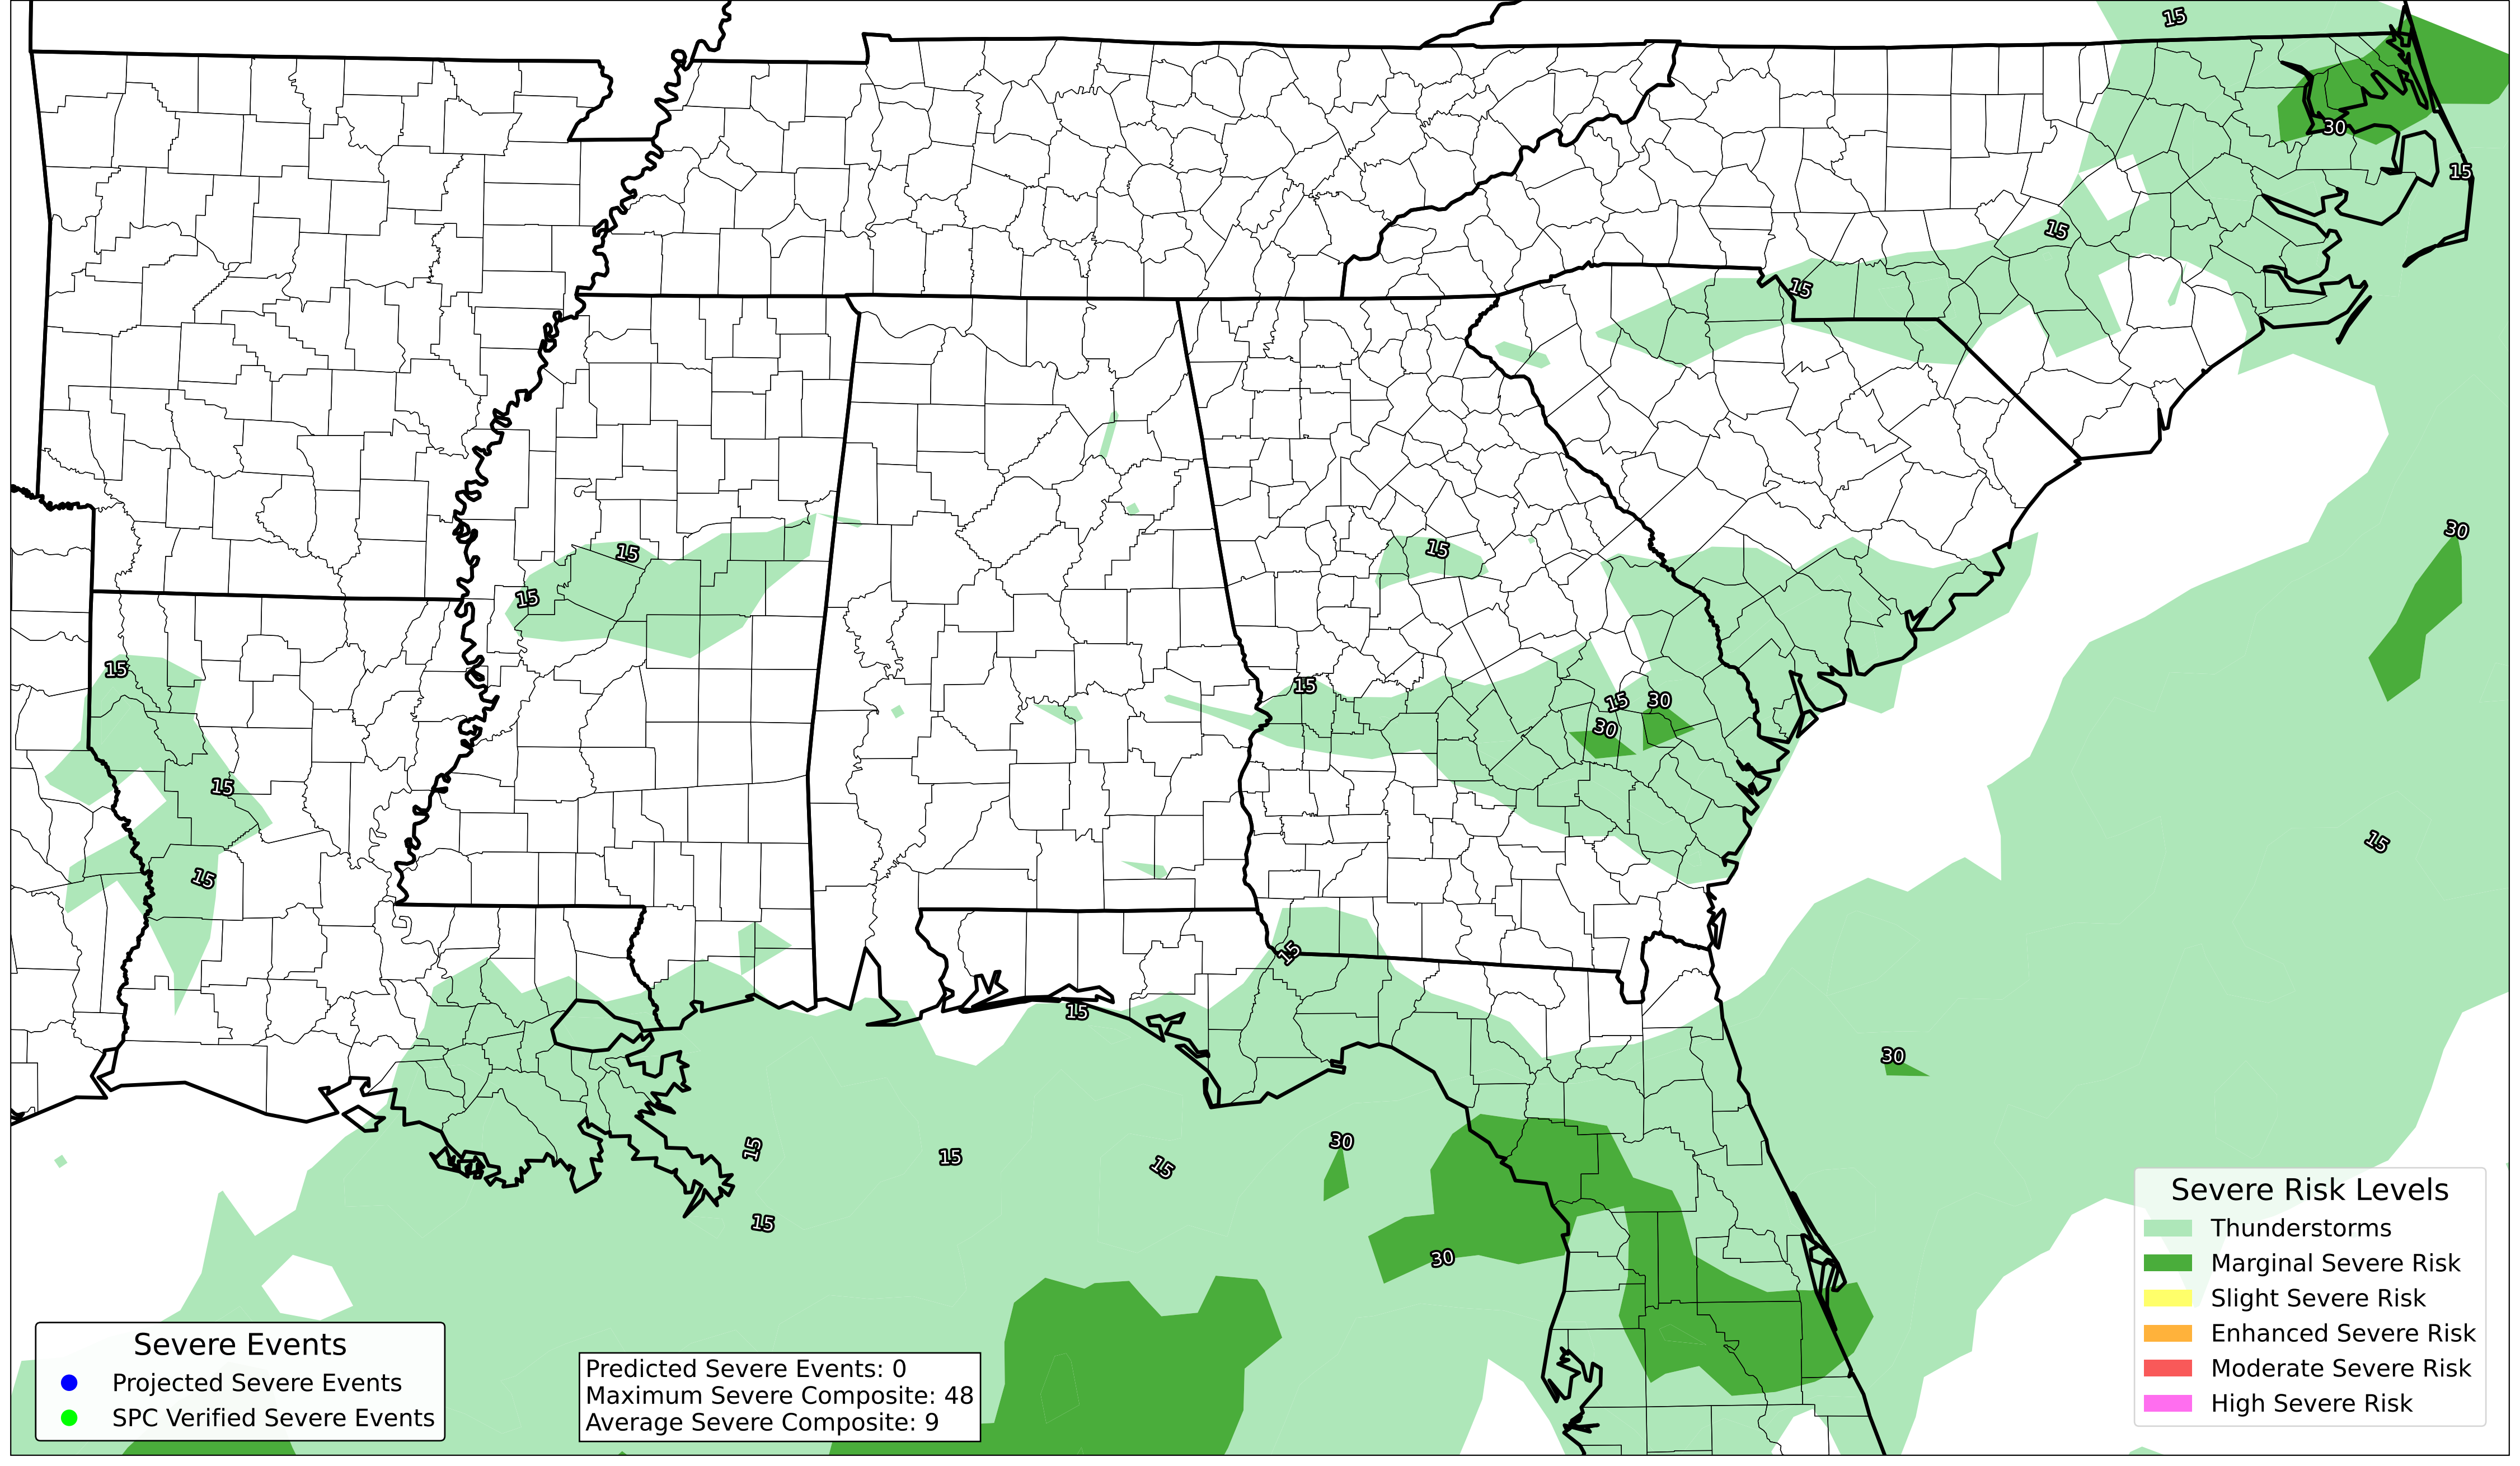 15
30
15
15
15
30
15
15
15
15
15
15
30
30
15
15
15
15
15
30
30
15
15
15
15
30
Severe Risk Levels
Thunderstorms
Marginal Severe Risk
Slight Severe Risk
Enhanced Severe Risk
Moderate Severe Risk
High Severe Risk
Severe Events
Projected Severe Events
SPC Verified Severe Events
Predicted Severe Events: 0
Maximum Severe Composite: 48
Average Severe Composite: 9